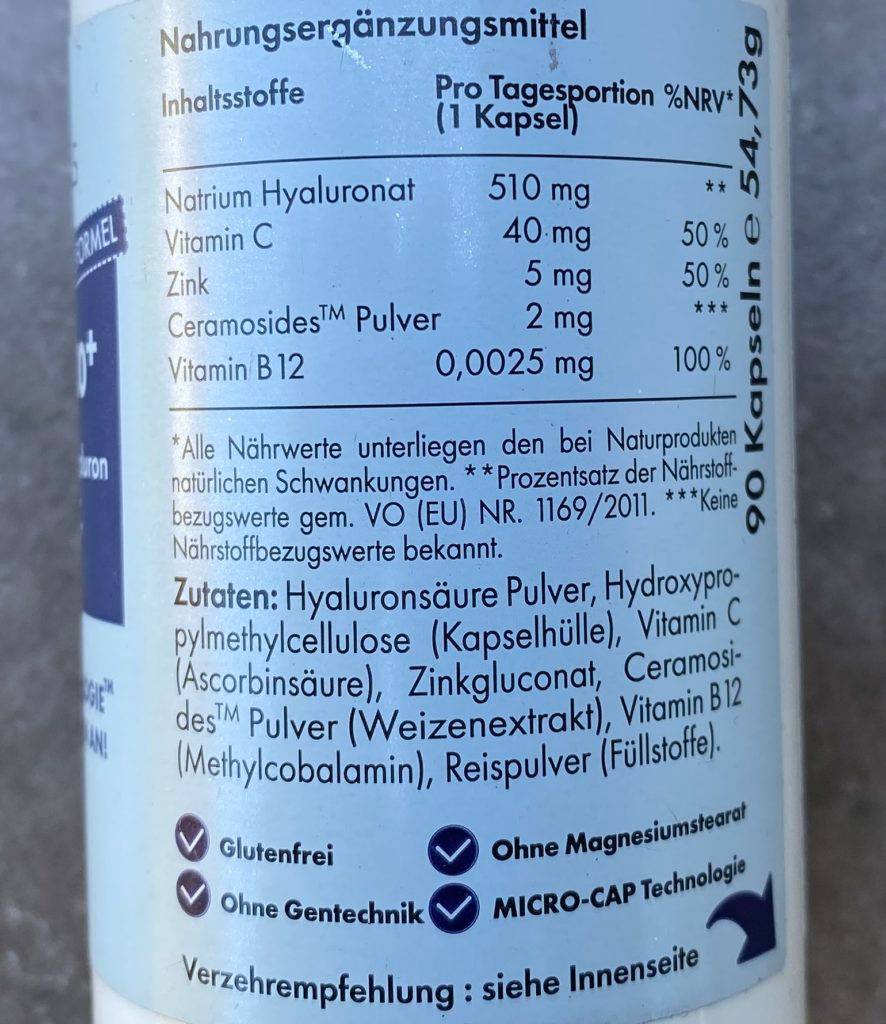 Nahrungsergänzungsmittel
Inhaltsstoffe Pro Tagesportion %NRV*
(1 Kapsel)
Natrium Hyaluronat 510 mg **
Vitamin C 40 mg 50 %
Zink 5 mg 50 %
Ceramosides™ Pulver 2 mg ***
Vitamin B 12 0,0025 mg 100 %
*Alle Nährwerte unterliegen den bei Naturprodukten
natürlichen Schwankungen. **Prozentsatz der Nährstoff-
bezugswerte gem. VO (EU) NR. 1169/2011. ***Keine
Nährstoffbezugswerte bekannt.
Zutaten: Hyaluronsäure Pulver, Hydroxypro-
pylmethylcellulose (Kapselhülle), Vitamin C
(Ascorbinsäure), Zinkgluconat, Ceramosi-
des™ Pulver (Weizenextrakt), Vitamin B 12
(Methylcobalamin), Reispulver (Füllstoffe).
Glutenfrei Ohne Magnesiumstearat
Ohne Gentechnik MICRO-CAP Technologie
Verzehrempfehlung : siehe Innenseite
90 Kapseln e 54,73g
AN!